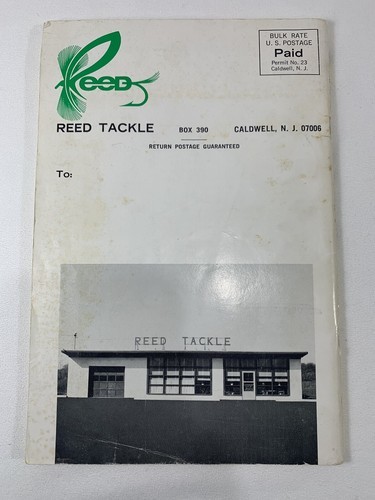 REED
BULK RATE
U. S. POSTAGE
Paid
Permit No. 23
Caldwell, N. J.
REED TACKLE BOX 390 CALDWELL, N. J. 07006
RETURN POSTAGE GUARANTEED
To:
REED TACKLE